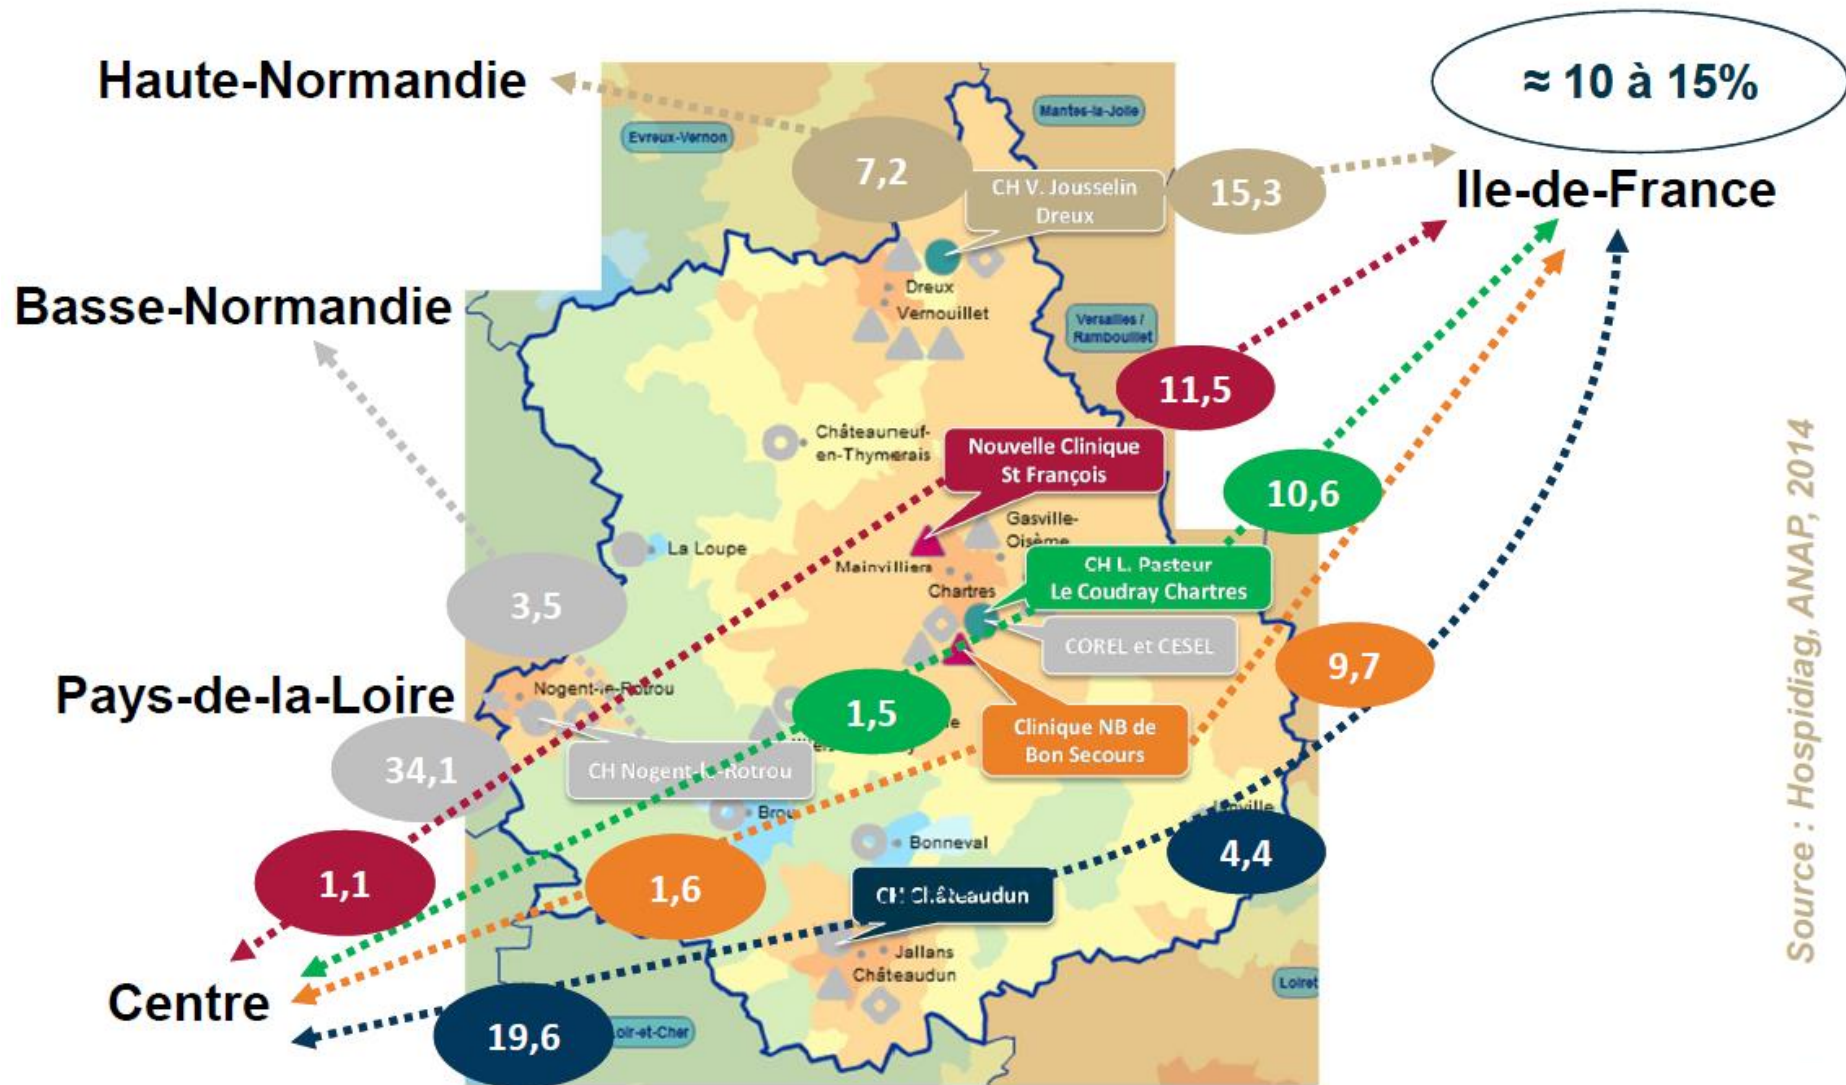 Haute-Normandie
≈ 10 à 15%
Mantes-la-Jolie
Evreux-Vernon
7,2
CH V. Jousselin
Dreux
15,3
Ile-de-France
Dreux
Vernouillet
Basse-Normandie
Versailles /
Rambouillet
11,5
Châteauneuf-
en-Thymerais
Nouvelle Clinique
St François
10,6
Gasville-
Oisème
La Loupe
Mainvilliers
CH L. Pasteur
Le Coudray Chartres
Chartres
3,5
COREL et CESEL
9,7
Pays-de-la-Loire
Nogent-le-Rotrou
1,5
Clinique NB de
Bon Secours
34,1
CH Nogent-le-Rotrou
Brou
Bonneval
4,4
1,1
1,6
CH Châteaudun
Jallans
Châteaudun
Centre
Loiret
19,6
Loir-et-Cher
Source : Hospidiag, ANAP, 2014